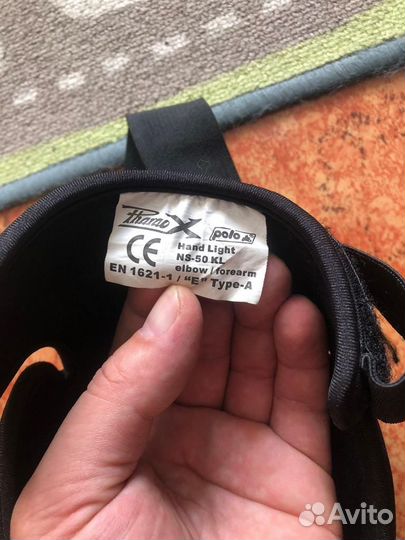 Pharao X polo
Hand Light
NS-50 KL
elbow/forearm
EN 1621-1/"E" Type-A
CE
Avito